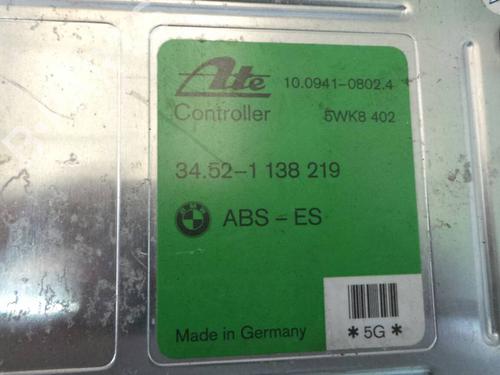 Ate 10.0941-0802.4
Controller 5WK8 402
34.52-1 138 219
BMW ABS - ES
Made in Germany * 5G *